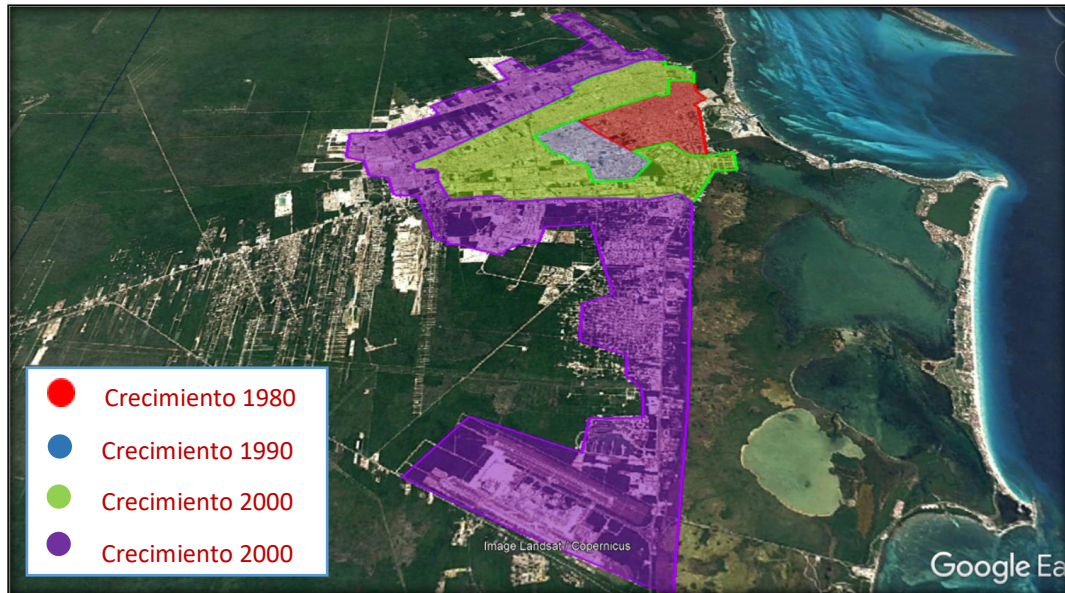 Crecimiento 1980
Crecimiento 1990
Crecimiento 2000
Crecimiento 2000
Image Landsat / Copernicus
Google Ea